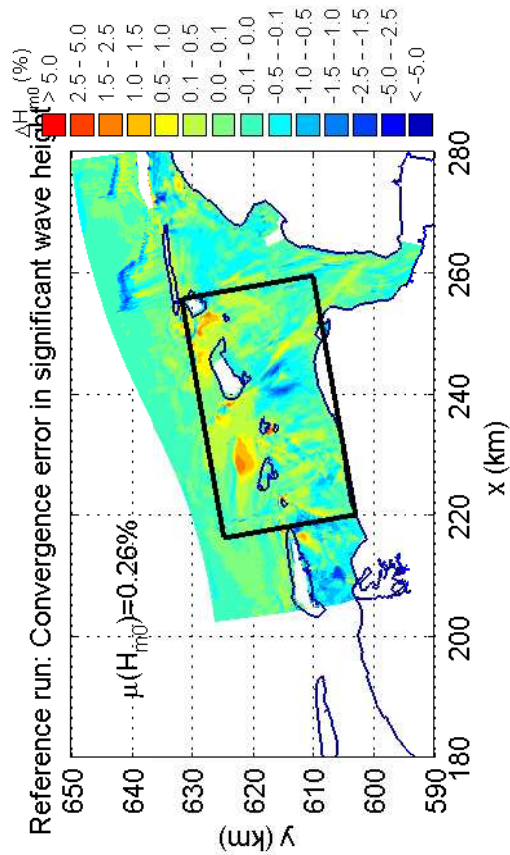 Reference run: Convergence error in significant wave height
ΔHm0 (%)
> 5.0
2.5 - 5.0
1.5 - 2.5
1.0 - 1.5
0.5 - 1.0
0.1 - 0.5
0.0 - 0.1
-0.1 - -0.0
-0.5 - -0.1
-1.0 - -0.5
-1.5 - -1.0
-2.5 - -1.5
-5.0 - -2.5
< -5.0
μ(Hm0)=0.26%
y (km)
650
640
630
620
610
600
590
180
200
220
240
260
280
x (km)